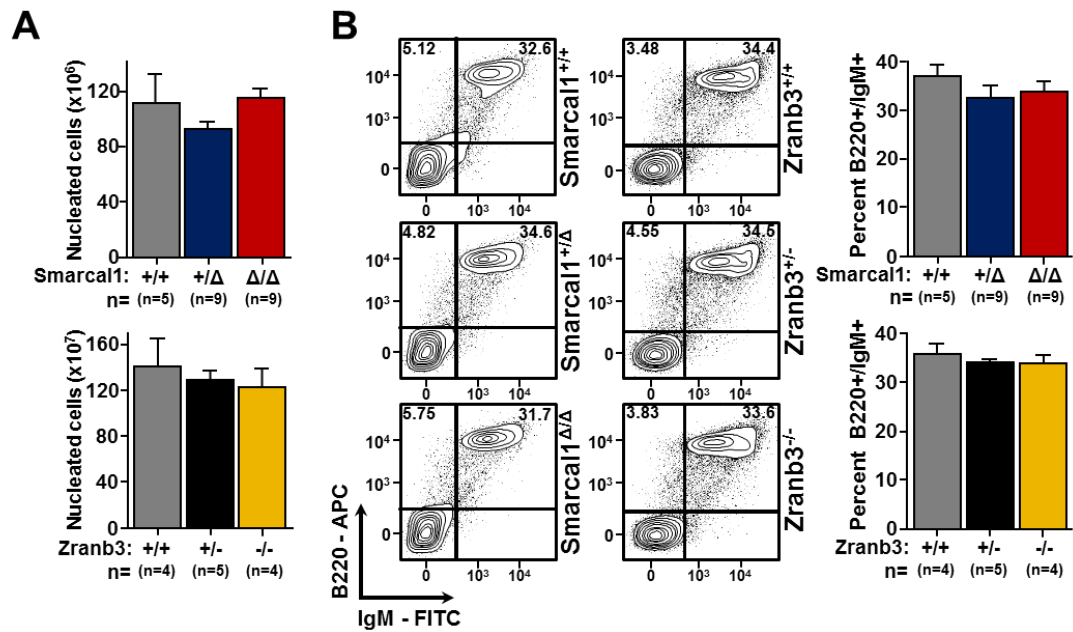 A
Nucleated cells (x10⁶)
120
80
40
0
Smarcal1: +/+ +/Δ Δ/Δ
n= (n=5) (n=9) (n=9)
Nucleated cells (x10⁷)
160
120
80
40
0
Zranb3: +/+ +/- -/-
n= (n=4) (n=5) (n=4)
B
5.12 32.6
10⁴
10³
0
0 10³ 10⁴
Smarcal1⁺/⁺
3.48 34.4
10⁴
10³
0
0 10³ 10⁴
Zranb3⁺/⁺
4.82 34.6
10⁴
10³
0
0 10³ 10⁴
Smarcal1⁺/Δ
4.55 34.5
10⁴
10³
0
0 10³ 10⁴
Zranb3⁺/⁻
5.75 31.7
10⁴
10³
0
0 10³ 10⁴
Smarcal1Δ/Δ
3.83 33.6
10⁴
10³
0
0 10³ 10⁴
Zranb3⁻/⁻
B220 - APC
IgM - FITC
Percent B220+/IgM+
40
30
20
10
0
Smarcal1: +/+ +/Δ Δ/Δ
n= (n=5) (n=9) (n=9)
Percent B220+/IgM+
40
30
20
10
0
Zranb3: +/+ +/- -/-
n= (n=4) (n=5) (n=4)